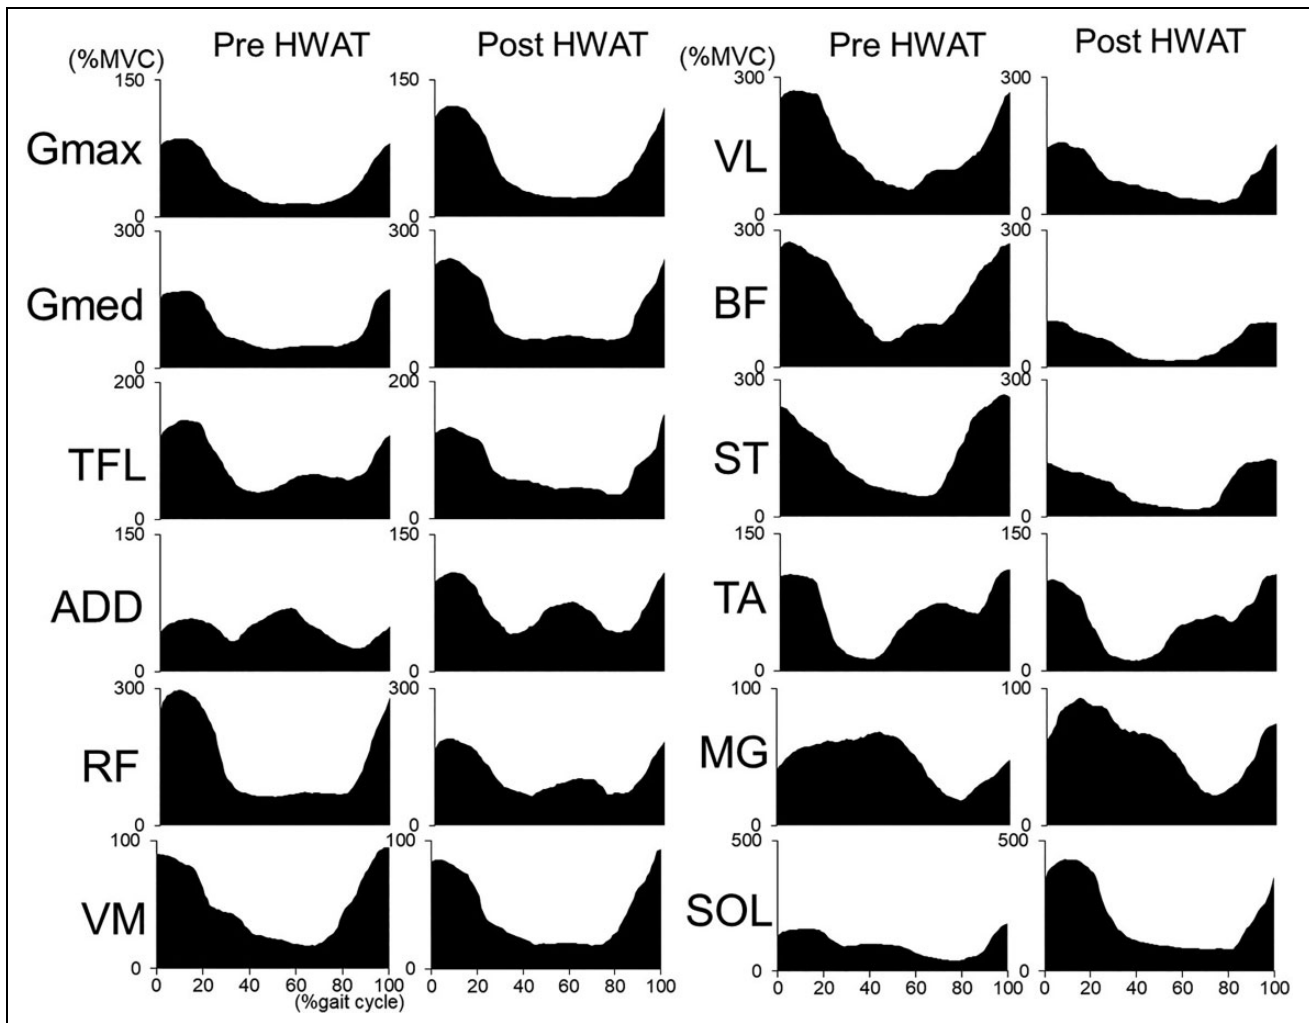 Pre HWAT Post HWAT Pre HWAT Post HWAT
(%MVC) (%MVC)
150 150 300 300
Gmax VL
0 0 0 0
300 300 300 300
Gmed BF
0 0 0 0
200 200 300 300
TFL ST
0 0 0 0
150 150 150 150
ADD TA
0 0 0 0
300 300 100 100
RF MG
0 0 0 0
100 100 500 500
VM SOL
0 0 0 0
0 20 40 60 80 100 0 20 40 60 80 100 0 20 40 60 80 100 0 20 40 60 80 100
(%gait cycle)